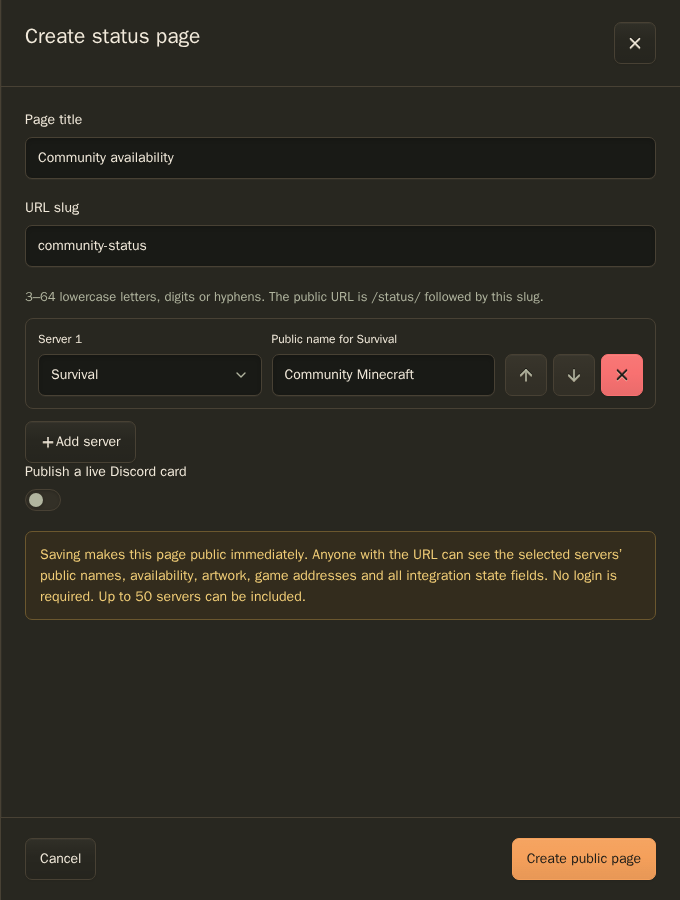 Create status page
Page title
Community availability
URL slug
community-status
3–64 lowercase letters, digits or hyphens. The public URL is /status/ followed by this slug.
Server 1
Public name for Survival
Survival
Community Minecraft
Add server
Publish a live Discord card
Saving makes this page public immediately. Anyone with the URL can see the selected servers’
public names, availability, artwork, game addresses and all integration state fields. No login is
required. Up to 50 servers can be included.
Cancel
Create public page